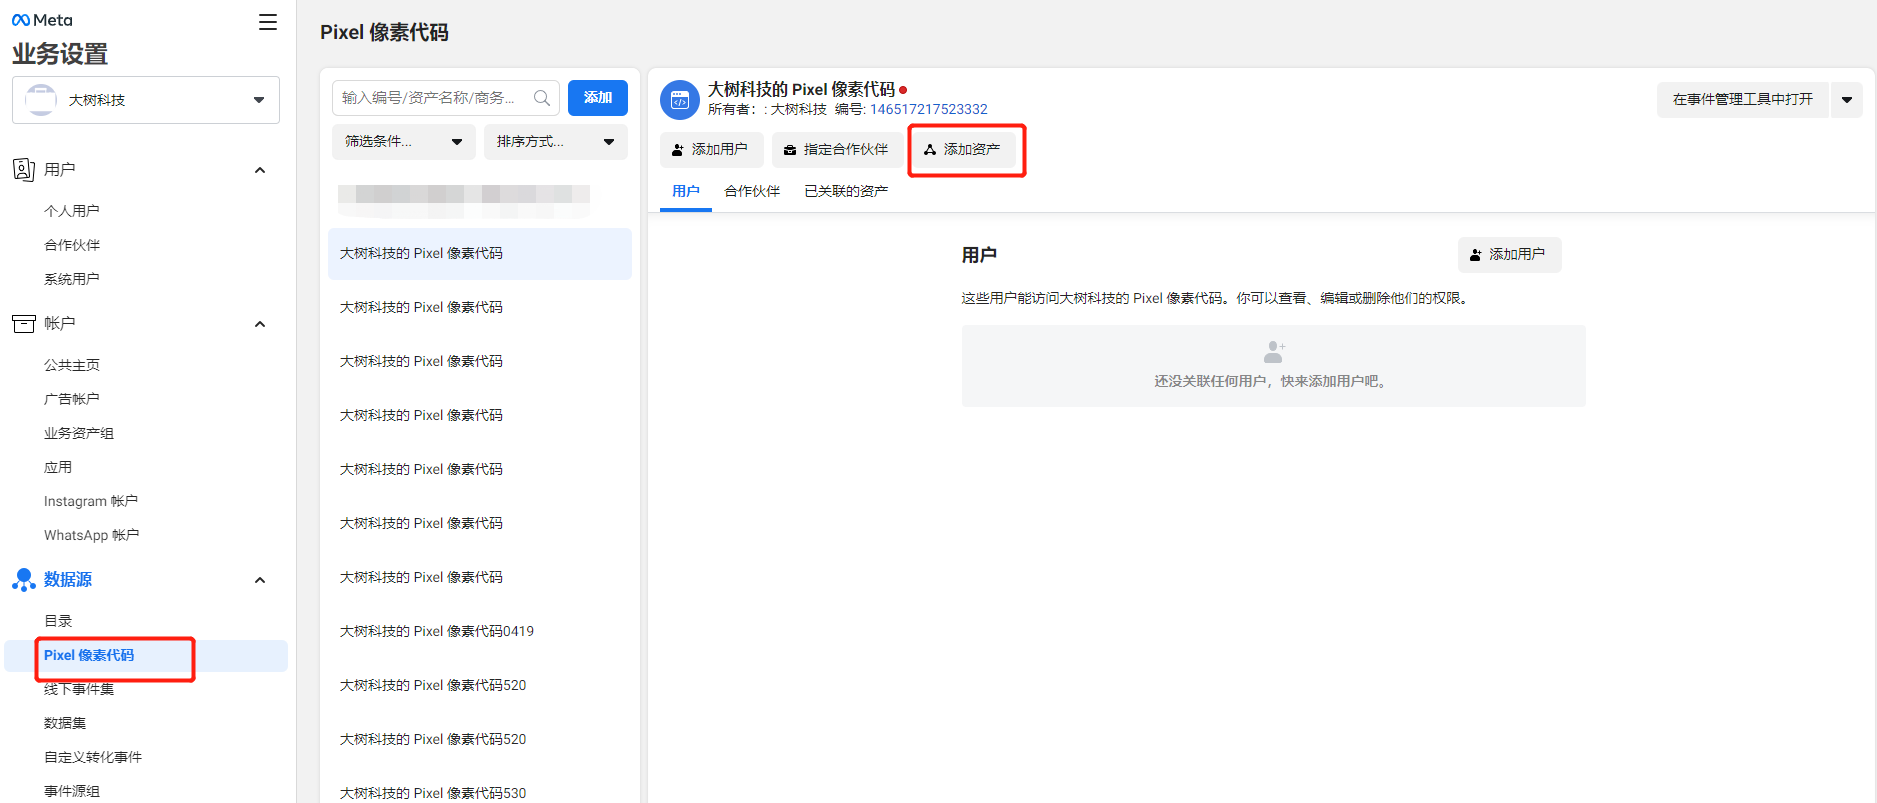 Meta
业务设置
大树科技
用户
个人用户
合作伙伴
系统用户
帐户
公共主页
广告帐户
业务资产组
应用
Instagram 帐户
WhatsApp 帐户
数据源
目录
Pixel 像素代码
线下事件集
数据集
自定义转化事件
事件源组
Pixel 像素代码
输入编号/资产名称/商务...
添加
筛选条件...
排序方式...
大树科技的 Pixel 像素代码
大树科技的 Pixel 像素代码
大树科技的 Pixel 像素代码
大树科技的 Pixel 像素代码
大树科技的 Pixel 像素代码
大树科技的 Pixel 像素代码
大树科技的 Pixel 像素代码
大树科技的 Pixel 像素代码0419
大树科技的 Pixel 像素代码520
大树科技的 Pixel 像素代码520
大树科技的 Pixel 像素代码530
大树科技的 Pixel 像素代码
所有者：: 大树科技 编号: 146517217523332
在事件管理工具中打开
添加用户
指定合作伙伴
添加资产
用户
合作伙伴
已关联的资产
用户
添加用户
这些用户能访问大树科技的 Pixel 像素代码。你可以查看、编辑或删除他们的权限。
还没关联任何用户，快来添加用户吧。